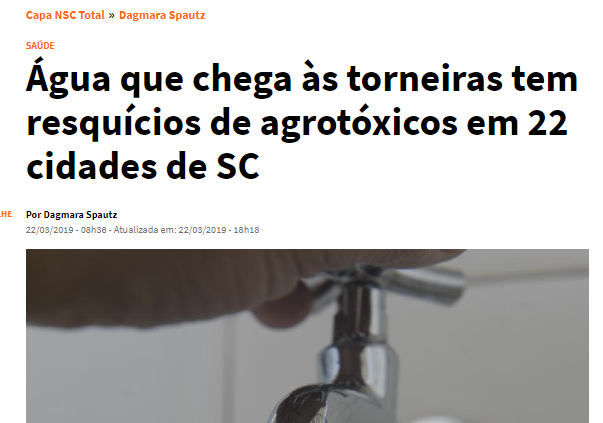 Capa NSC Total » Dagmara Spautz
SAÚDE
Água que chega às torneiras tem
resquícios de agrotóxicos em 22
cidades de SC
LHE
Por Dagmara Spautz
22/03/2019 - 08h36 - Atualizada em: 22/03/2019 - 18h18